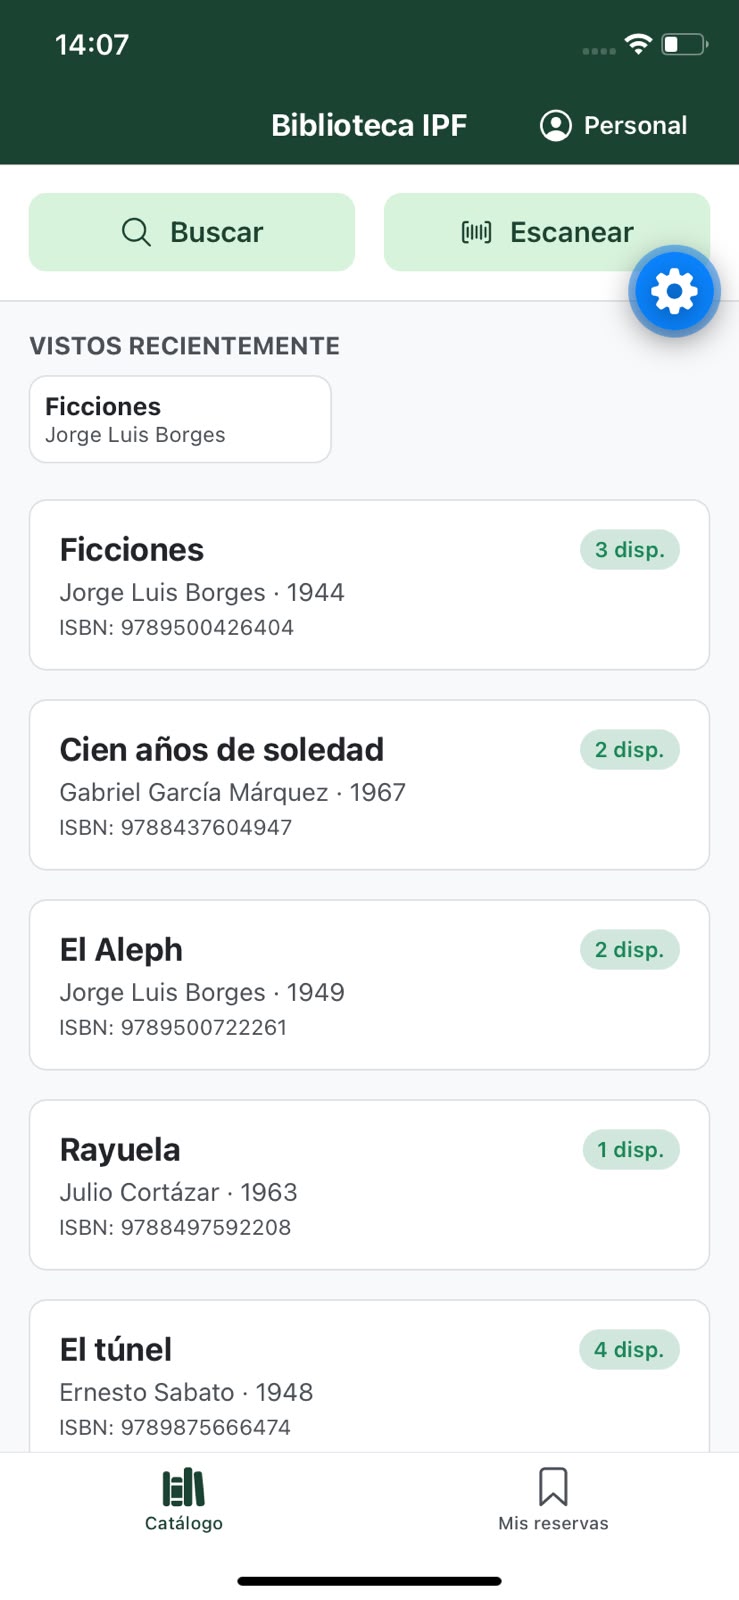 14:07
Biblioteca IPF
Personal
Buscar
Escanear
VISTOS RECIENTEMENTE
Ficciones
Jorge Luis Borges
Ficciones
3 disp.
Jorge Luis Borges · 1944
ISBN: 9789500426404
Cien años de soledad
2 disp.
Gabriel García Márquez · 1967
ISBN: 9788437604947
El Aleph
2 disp.
Jorge Luis Borges · 1949
ISBN: 9789500722261
Rayuela
1 disp.
Julio Cortázar · 1963
ISBN: 9788497592208
El túnel
4 disp.
Ernesto Sabato · 1948
ISBN: 9789875666474
Catálogo
Mis reservas